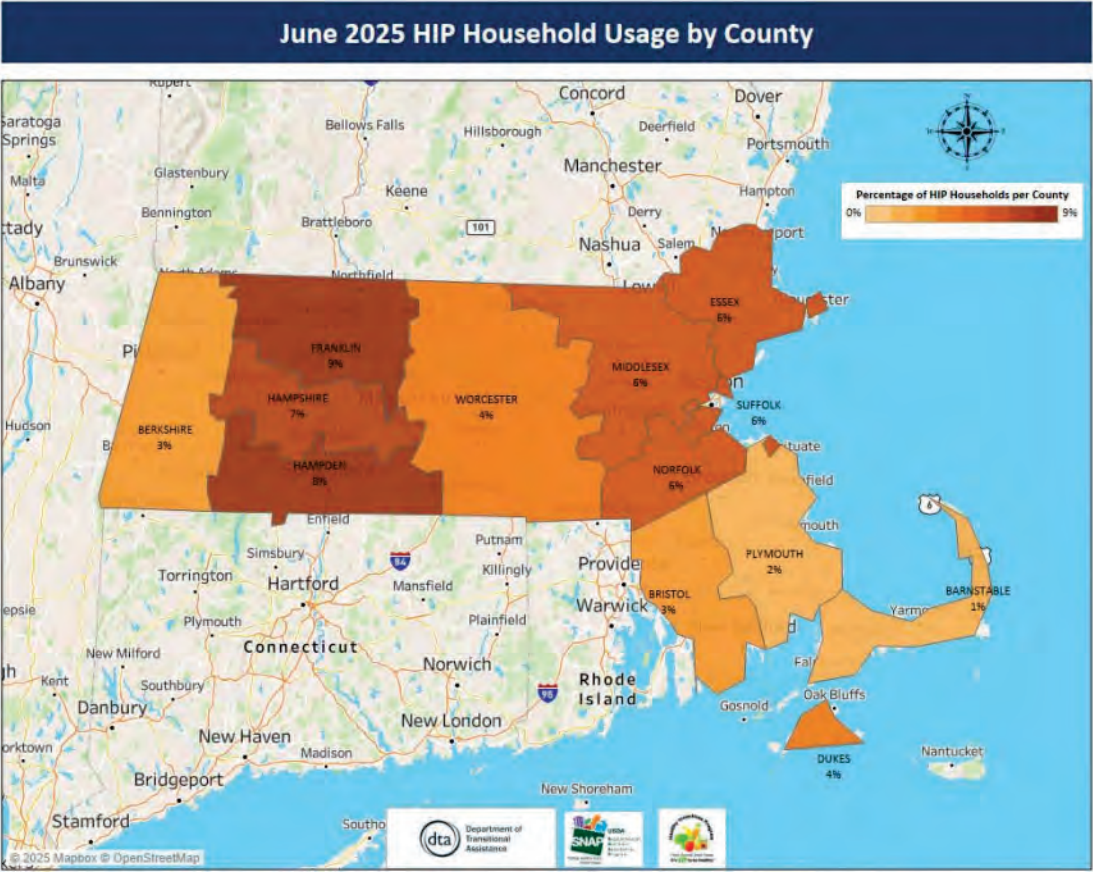 June 2025 HIP Household Usage by County
Rupert
Concord
Dover
Saratoga
Springs
Bellows Falls
Hillsborough
Deerfield
Portsmouth
Malta
Glastenbury
Manchester
Keene
Hampton
Percentage of HIP Households per County
0%
9%
Bennington
Brattleboro
101
Derry
Nashua
Salem
Brunswick
Albany
North Adams
Northfield
ESSEX
6%
FRANKLIN
9%
MIDDLESEX
6%
HAMPSHIRE
7%
WORCESTER
4%
SUFFOLK
6%
Hudson
BERKSHIRE
3%
HAMPDEN
8%
NORFOLK
6%
6
Enfield
Simsbury
84
Putnam
Killingly
PLYMOUTH
2%
Torrington
Hartford
Mansfield
BRISTOL
3%
BARNSTABLE
1%
Warwick
Plymouth
Plainfield
Connecticut
New Milford
Norwich
Kent
Southbury
Rhode
Island
95
Oak Bluffs
Gosnold
Danbury
New London
New Haven
Madison
DUKES
4%
Nantucket
Bridgeport
New Shoreham
Stamford
dta
Department of
Transitional
Assistance
SNAP
USDA
© 2025 Mapbox © OpenStreetMap